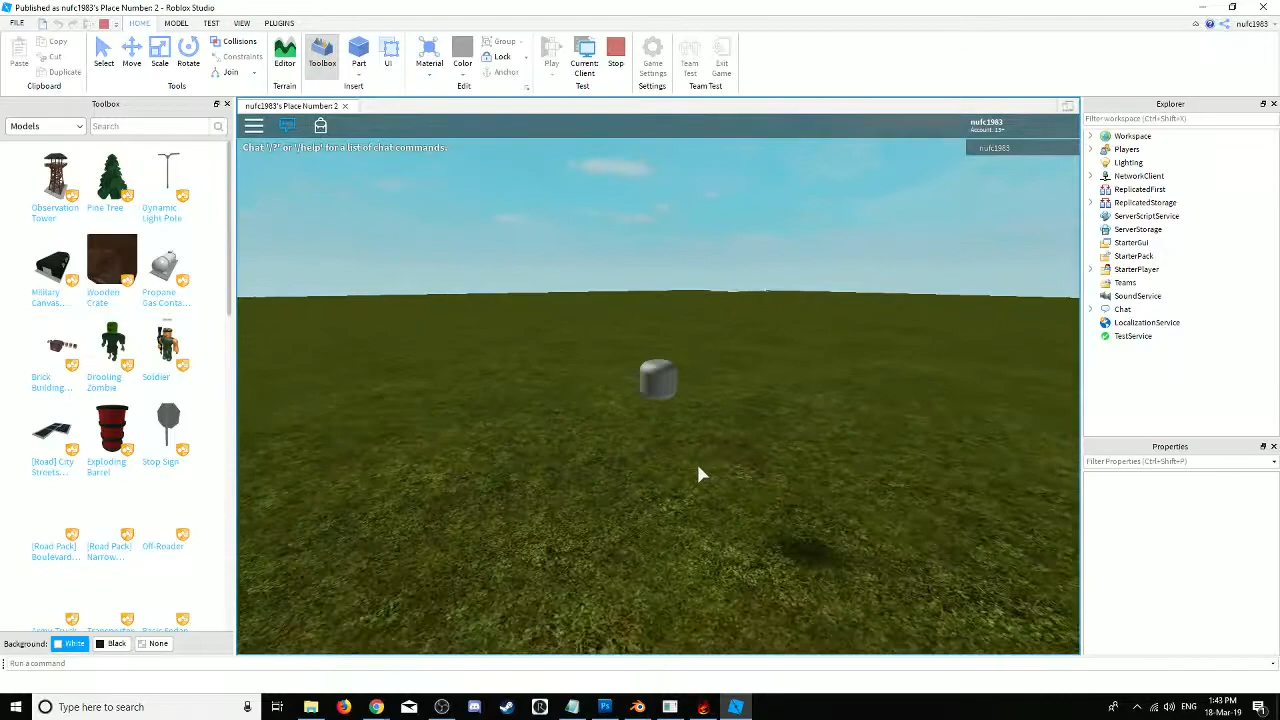 Published as nufc1983's Place Number: 2 - Roblox Studio
FILE HOME MODEL TEST VIEW PLUGINS nufc1983
Paste Copy Cut Duplicate Clipboard
Select Move Scale Rotate Collisions Constraints Join Tools
Editor Terrain
Toolbox Part UI Insert
Material Color Group Lock Anchor Edit
Play Current: Client Stop Test
Game Settings Settings
Team Test Exit Game Team Test
Toolbox
Models Search
Observation Tower
Pine Tree
Dynamic Light Pole
Military Canvas...
Wooden Crate
Propane Gas Conta...
Brick Building...
Drooling Zombie
Soldier
[Road] City Streets...
Exploding Barrel
Stop Sign
[Road Pack] Boulevard...
[Road Pack] Narrow...
Off-Roader
Army Truck
Transporter
Basic Sedan
Background: White Black None
nufc1983's Place Number: 2
nufc1983
Account: 13+
nufc1983
Chat '/?' or '/help' for a list of chat commands.
Explorer
Filter workspace (Ctrl+Shift+X)
Workspace
Players
Lighting
NetworkClient
ReplicatedFirst
ReplicatedStorage
ServerScriptService
ServerStorage
StarterGui
StarterPack
StarterPlayer
Teams
SoundService
Chat
LocalizationService
TestService
Properties
Filter Properties (Ctrl+Shift+P)
Run a command
Type here to search
1:43 PM
18-Mar-19